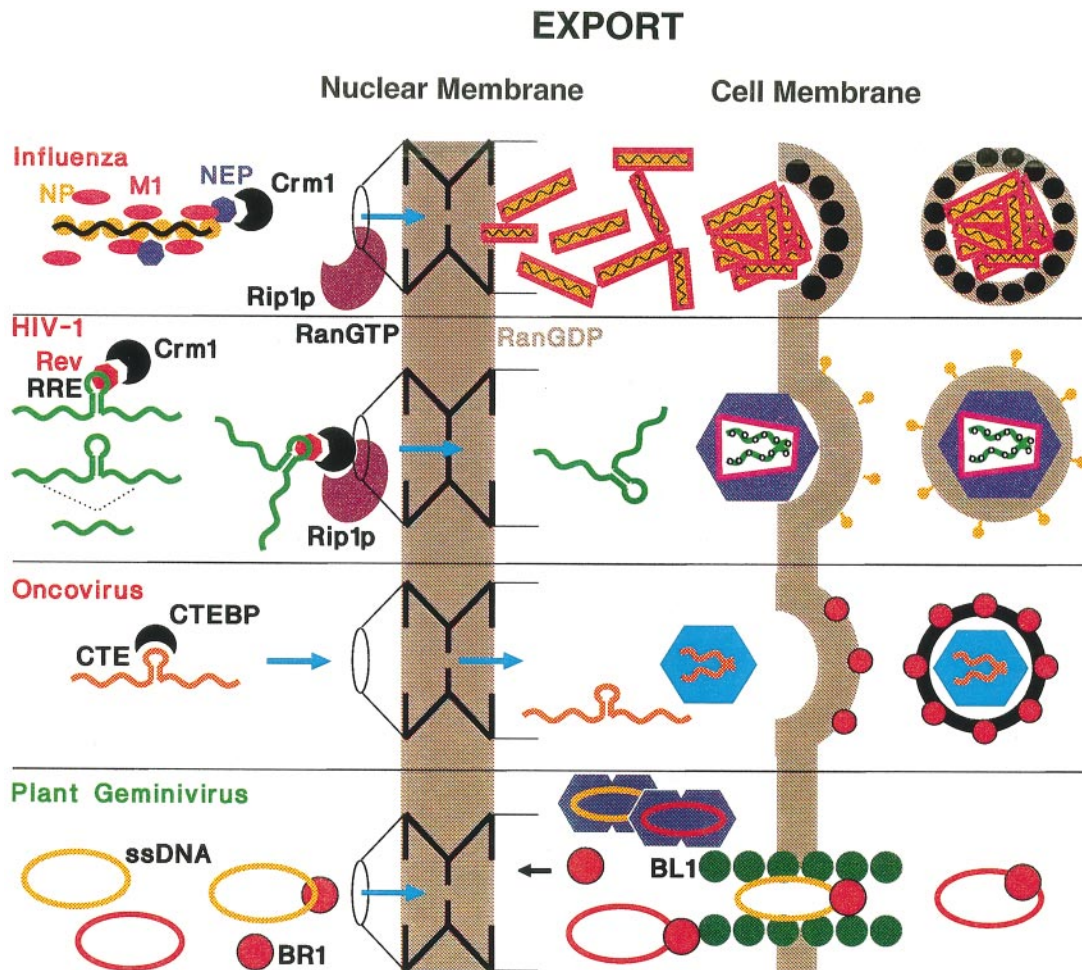 EXPORT
Nuclear Membrane
Cell Membrane
Influenza
NP
M1
NEP
Crm1
Rip1p
HIV-1
Rev
RRE
Crm1
RanGTP
RanGDP
Rip1p
Oncovirus
CTEBP
CTE
Plant Geminivirus
ssDNA
BR1
BL1